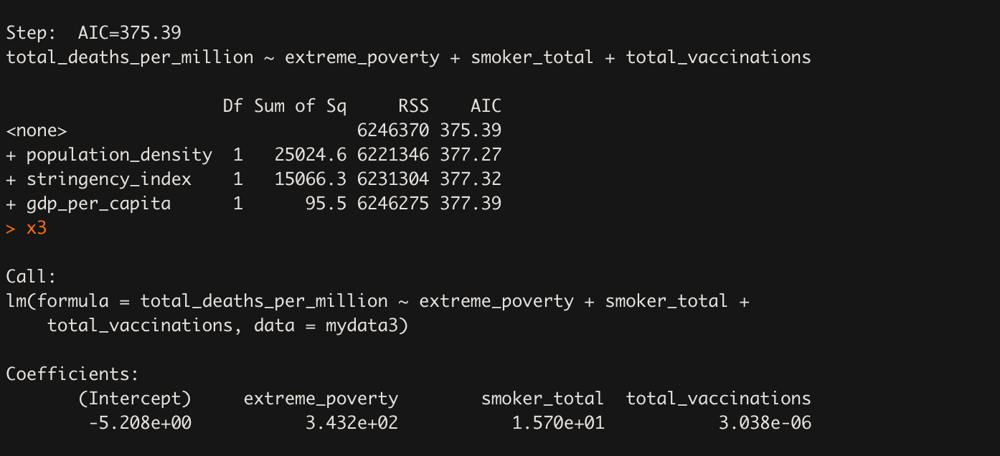 Step:  AIC=375.39
total_deaths_per_million ~ extreme_poverty + smoker_total + total_vaccinations

                     Df Sum of Sq     RSS    AIC
<none>                            6246370 375.39
+ population_density  1   25024.6 6221346 377.27
+ stringency_index    1   15066.3 6231304 377.32
+ gdp_per_capita      1      95.5 6246275 377.39
> x3

Call:
lm(formula = total_deaths_per_million ~ extreme_poverty + smoker_total +
    total_vaccinations, data = mydata3)

Coefficients:
       (Intercept)     extreme_poverty        smoker_total  total_vaccinations
        -5.208e+00           3.432e+02           1.570e+01           3.038e-06